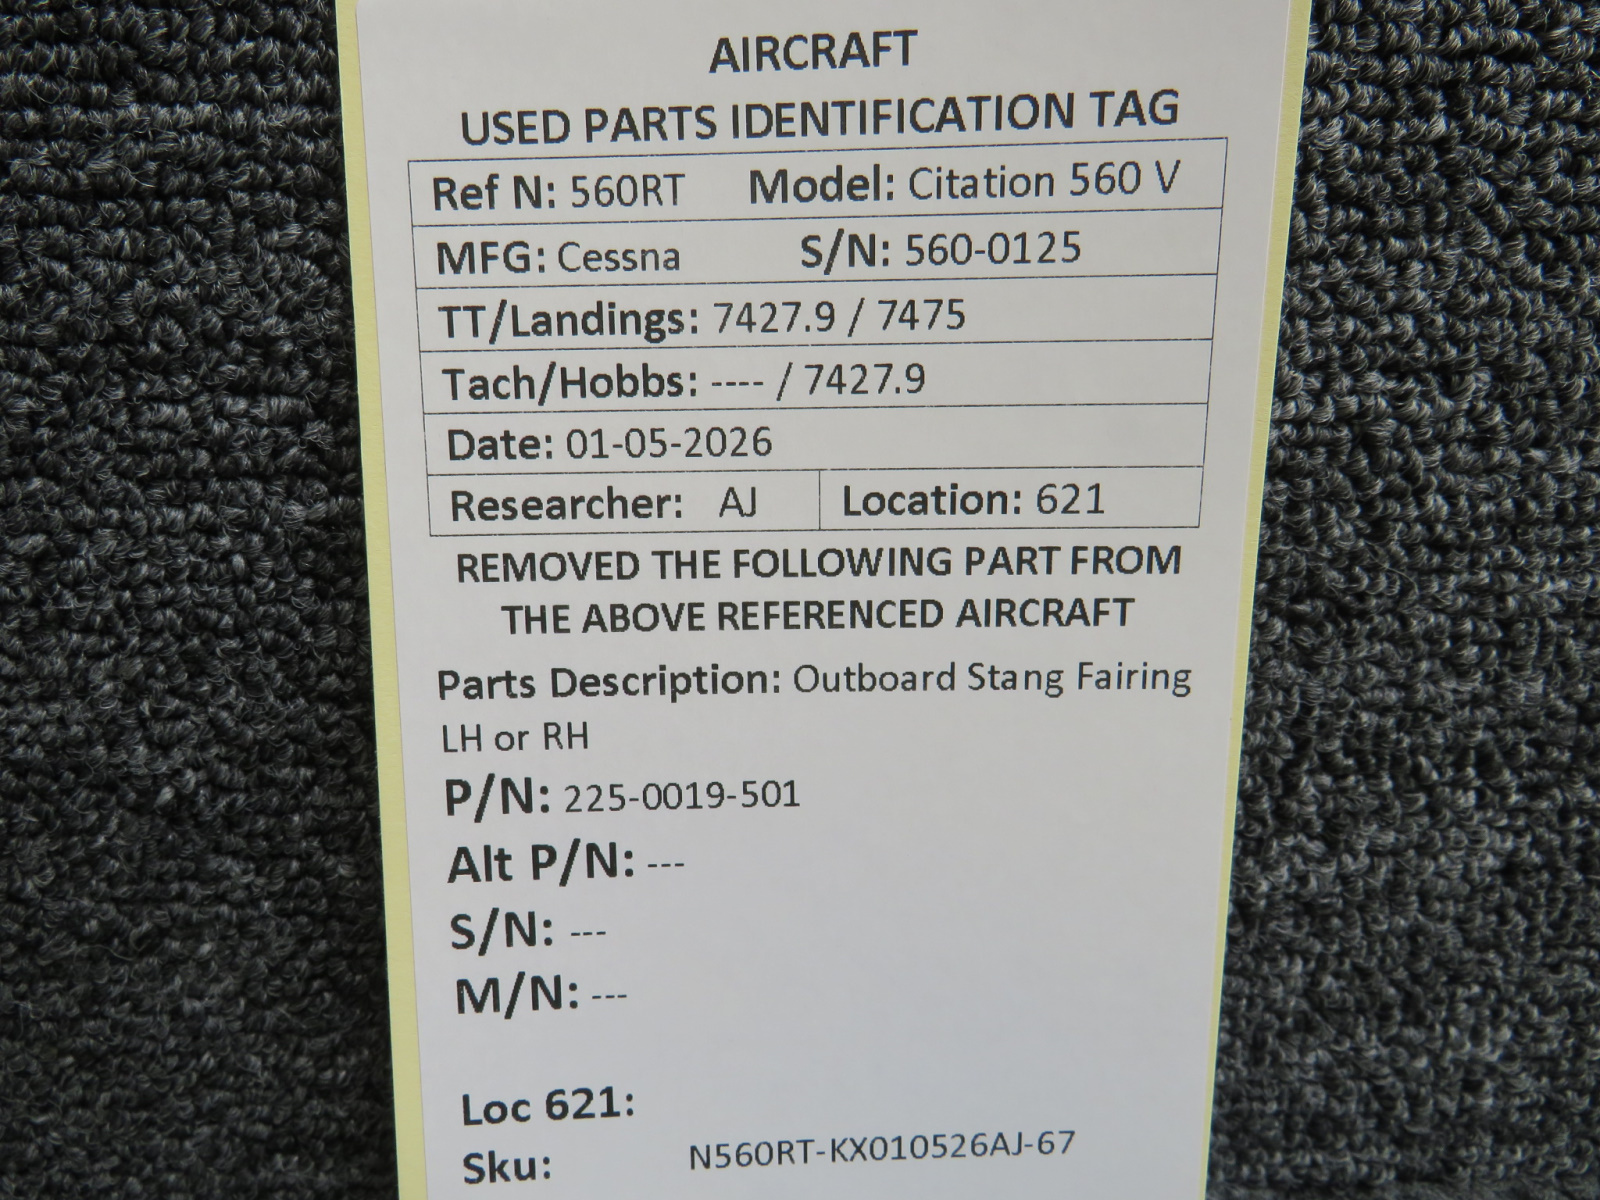 AIRCRAFT
USED PARTS IDENTIFICATION TAG
Ref N: 560RT Model: Citation 560 V
MFG: Cessna S/N: 560-0125
TT/Landings: 7427.9 / 7475
Tach/Hobbs: ---- / 7427.9
Date: 01-05-2026
Researcher: AJ Location: 621
REMOVED THE FOLLOWING PART FROM
THE ABOVE REFERENCED AIRCRAFT
Parts Description: Outboard Stang Fairing
LH or RH
P/N: 225-0019-501
Alt P/N: ---
S/N: ---
M/N: ---
Loc 621:
Sku: N560RT-KX010526AJ-67